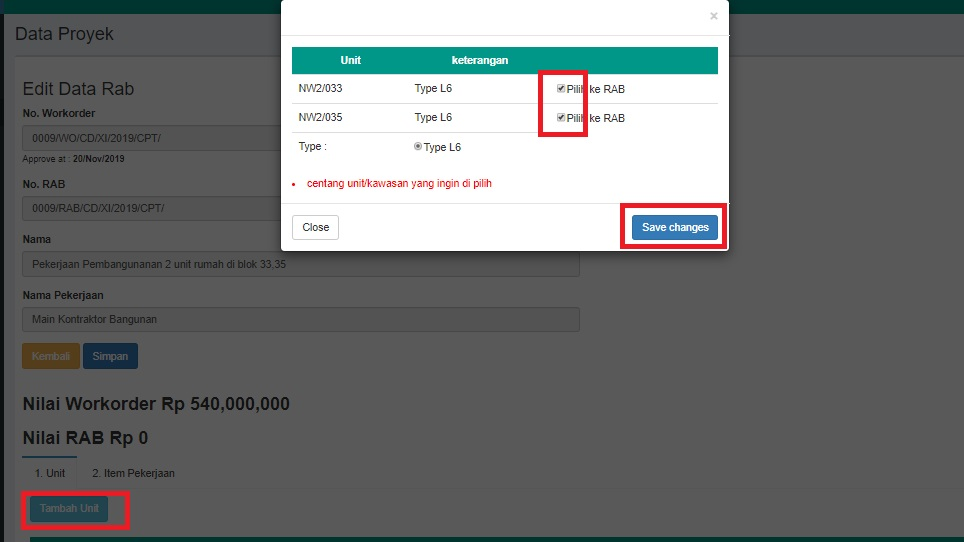 ×
Data Proyek
Unit keterangan
NW2/033 Type L6 Pilih ke RAB
NW2/035 Type L6 Pilih ke RAB
Type : Type L6
centang unit/kawasan yang ingin di pilih
Close Save changes
Edit Data Rab
No. Workorder
0009/WO/CD/XI/2019/CPT/
Approve at : 20/Nov/2019
No. RAB
0009/RAB/CD/XI/2019/CPT/
Nama
Pekerjaan Pembangunanan 2 unit rumah di blok 33,35
Nama Pekerjaan
Main Kontraktor Bangunan
Kembali Simpan
Nilai Workorder Rp 540,000,000
Nilai RAB Rp 0
1. Unit 2. Item Pekerjaan
Tambah Unit